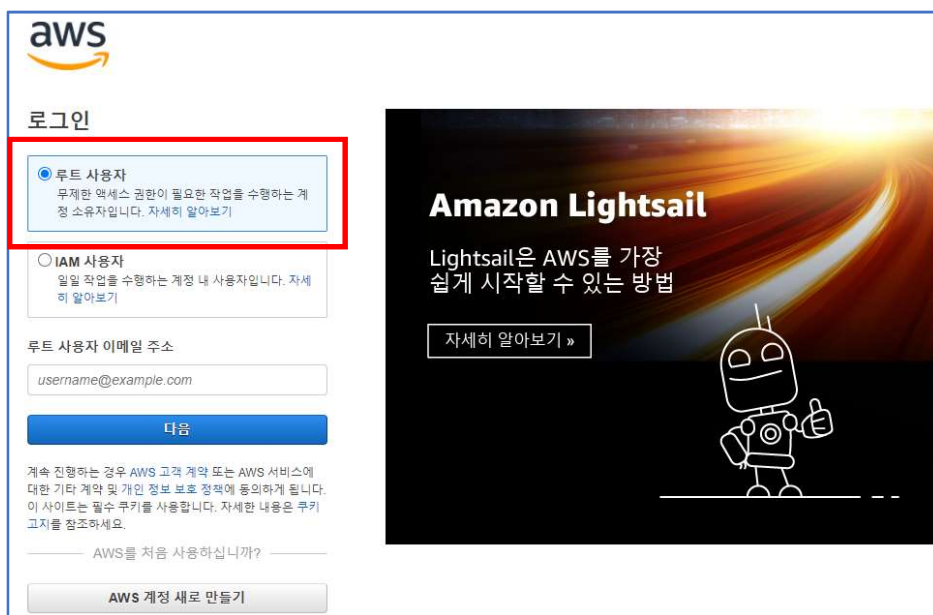 aws
로그인
루트 사용자
무제한 액세스 권한이 필요한 작업을 수행하는 계
정 소유자입니다. 자세히 알아보기
IAM 사용자
일일 작업을 수행하는 계정 내 사용자입니다. 자세
히 알아보기
루트 사용자 이메일 주소
username@example.com
다음
계속 진행하는 경우 AWS 고객 계약 또는 AWS 서비스에
대한 기타 계약 및 개인 정보 보호 정책에 동의하게 됩니다.
이 사이트는 필수 쿠키를 사용합니다. 자세한 내용은 쿠키
고지를 참조하세요.
AWS를 처음 사용하십니까?
AWS 계정 새로 만들기
Amazon Lightsail
Lightsail은 AWS를 가장
쉽게 시작할 수 있는 방법
자세히 알아보기 »